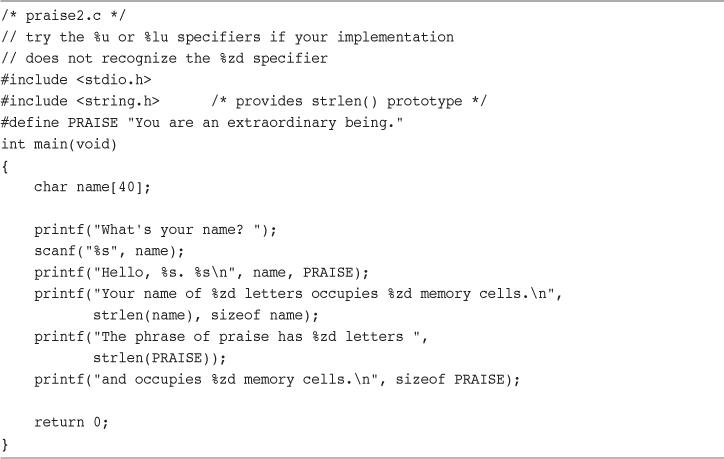 /* praise2.c */
// try the %u or %lu specifiers if your implementation
// does not recognize the %zd specifier
#include <stdio.h>
#include <string.h>      /* provides strlen() prototype */
#define PRAISE "You are an extraordinary being."
int main(void)
{
    char name[40];

    printf("What's your name? ");
    scanf("%s", name);
    printf("Hello, %s. %s\n", name, PRAISE);
    printf("Your name of %zd letters occupies %zd memory cells.\n",
           strlen(name), sizeof name);
    printf("The phrase of praise has %zd letters ",
           strlen(PRAISE));
    printf("and occupies %zd memory cells.\n", sizeof PRAISE);

    return 0;
}